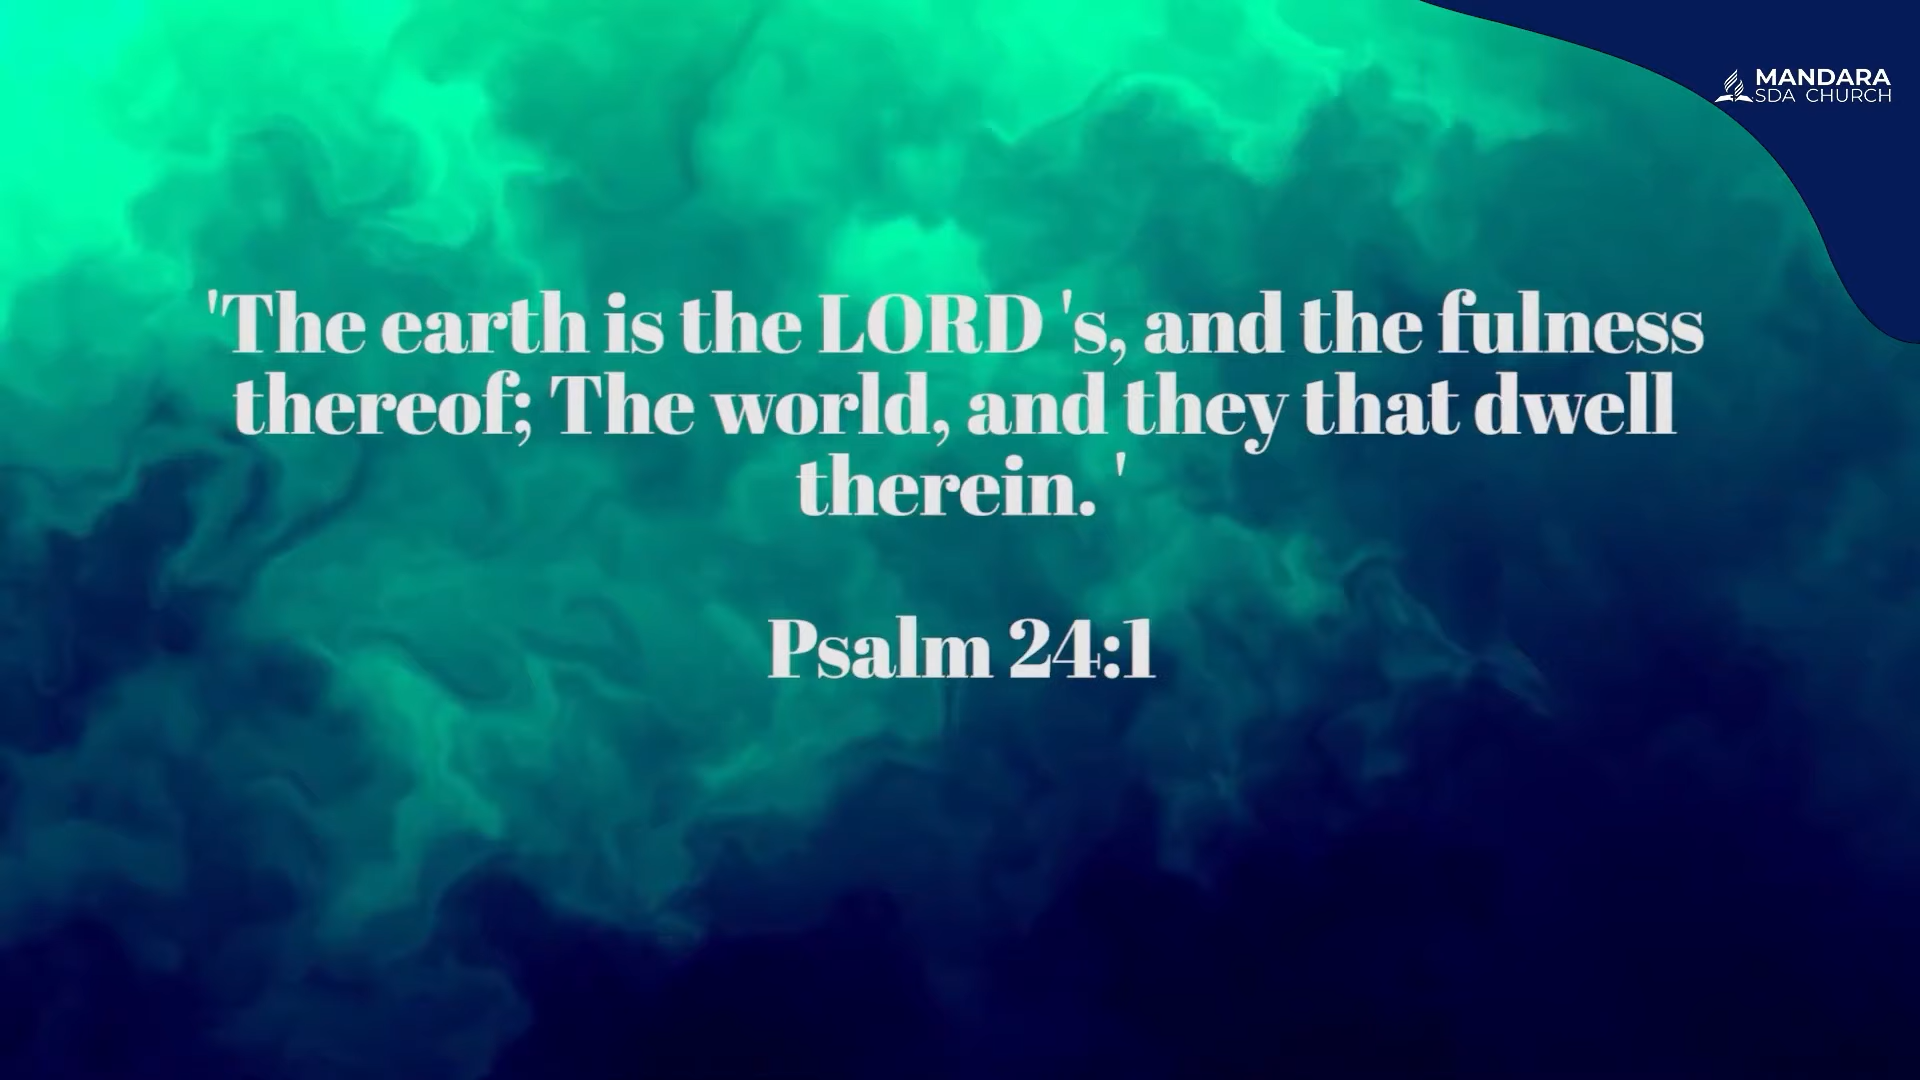 MANDARA
SDA CHURCH
'The earth is the LORD 's, and the fulness
thereof; The world, and they that dwell
therein. '
Psalm 24:1